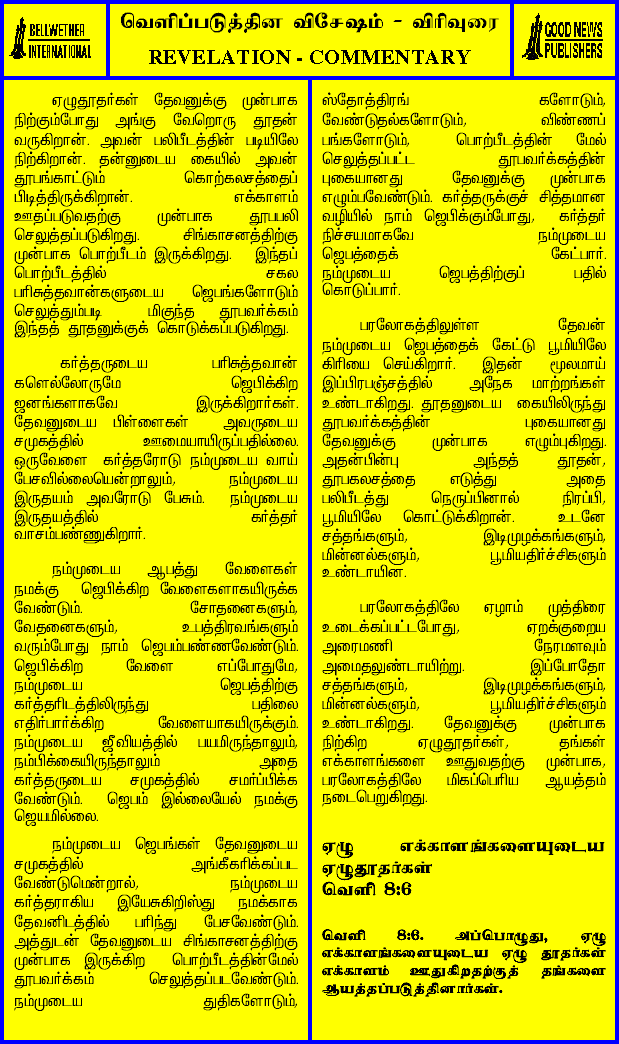 BELLWETHER
INTERNATIONAL
வெளிப்படுத்தின விசேஷம் - விரிவுரை
REVELATION - COMMENTARY
GOOD NEWS
PUBLISHERS
ஏழுதூதர்கள் தேவனுக்கு முன்பாக
நிற்கும்போது அங்கு வேறொரு தூதன்
வருகிறான். அவன் பலிபீடத்தின் படியிலே
நிற்கிறான். தன்னுடைய கையில் அவன்
தூபங்காட்டும் கொற்கலசத்தைப்
பிடித்திருக்கிறான். எக்காளம்
ஊதப்படுவதற்கு முன்பாக தூபபலி
செலுத்தப்படுகிறது. சிங்காசனத்திற்கு
முன்பாக பொற்பீடம் இருக்கிறது. இந்தப்
பொற்பீடத்தில் சகல
பரிசுத்தவான்களுடைய ஜெபங்களோடும்
செலுத்தும்படி மிகுந்த தூபவர்க்கம்
இந்தத் தூதனுக்குக் கொடுக்கப்படுகிறது.
கர்த்தருடைய பரிசுத்தவான்
களெல்லோருமே ஜெபிக்கிற
ஜனங்களாகவே இருக்கிறார்கள்.
தேவனுடைய பிள்ளைகள் அவருடைய
சமுகத்தில் ஊமையாயிருப்பதில்லை.
ஒருவேளை கர்த்தரோடு நம்முடைய வாய்
பேசவில்லையென்றாலும், நம்முடைய
இருதயம் அவரோடு பேசும். நம்முடைய
இருதயத்தில் கர்த்தர்
வாசம்பண்ணுகிறார்.
நம்முடைய ஆபத்து வேளைகள்
நமக்கு ஜெபிக்கிற வேளைகளாகயிருக்க
வேண்டும். சோதனைகளும்,
வேதனைகளும், உபத்திரவங்களும்
வரும்போது நாம் ஜெபம்பண்ணவேண்டும்.
ஜெபிக்கிற வேளை எப்போதுமே,
நம்முடைய ஜெபத்திற்கு
கர்த்தரிடத்திலிருந்து பதிலை
எதிர்பார்க்கிற வேளையாகயிருக்கும்.
நம்முடைய ஜீவியத்தில் பயமிருந்தாலும்,
நம்பிக்கையிருந்தாலும் அதை
கர்த்தருடைய சமுகத்தில் சமர்ப்பிக்க
வேண்டும். ஜெபம் இல்லையேல் நமக்கு
ஜெயமில்லை.
நம்முடைய ஜெபங்கள் தேவனுடைய
சமுகத்தில் அங்கீகரிக்கப்பட
வேண்டுமென்றால், நம்முடைய
கர்த்தராகிய இயேசுகிறிஸ்து நமக்காக
தேவனிடத்தில் பரிந்து பேசவேண்டும்.
அத்துடன் தேவனுடைய சிங்காசனத்திற்கு
முன்பாக இருக்கிற பொற்பீடத்தின்மேல்
தூபவர்க்கம் செலுத்தப்படவேண்டும்.
நம்முடைய துதிகளோடும்,
ஸ்தோத்திரங் களோடும்,
வேண்டுதல்களோடும், விண்ணப்
பங்களோடும், பொற்பீடத்தின் மேல்
செலுத்தப்பட்ட தூபவர்க்கத்தின்
புகையானது தேவனுக்கு முன்பாக
எழும்பவேண்டும். கர்த்தருக்குச் சித்தமான
வழியில் நாம் ஜெபிக்கும்போது, கர்த்தர்
நிச்சயமாகவே நம்முடைய
ஜெபத்தைக் கேட்பார்.
நம்முடைய ஜெபத்திற்குப் பதில்
கொடுப்பார்.
பரலோகத்திலுள்ள தேவன்
நம்முடைய ஜெபத்தைக் கேட்டு பூமியிலே
கிரியை செய்கிறார். இதன் மூலமாய்
இப்பிரபஞ்சத்தில் அநேக மாற்றங்கள்
உண்டாகிறது. தூதனுடைய கையிலிருந்து
தூபவர்க்கத்தின் புகையானது
தேவனுக்கு முன்பாக எழும்புகிறது.
அதன்பின்பு அந்தத் தூதன்,
தூபகலசத்தை எடுத்து அதை
பலிபீடத்து நெருப்பினால் நிரப்பி,
பூமியிலே கொட்டுக்கிறான். உடனே
சத்தங்களும், இடிமுழக்கங்களும்,
மின்னல்களும், பூமியதிர்ச்சிகளும்
உண்டாயின.
பரலோகத்திலே ஏழாம் முத்திரை
உடைக்கப்பட்டபோது, ஏறக்குறைய
அரைமணி நேரமளவும்
அமைதலுண்டாயிற்று. இப்போதோ
சத்தங்களும், இடிமுழக்கங்களும்,
மின்னல்களும், பூமியதிர்ச்சிகளும்
உண்டாகிறது. தேவனுக்கு முன்பாக
நிற்கிற ஏழுதூதர்கள், தங்கள்
எக்காளங்களை ஊதுவதற்கு முன்பாக,
பரலோகத்திலே மிகப்பெரிய ஆயத்தம்
நடைபெறுகிறது.
ஏழு எக்காளங்களையுடைய
ஏழுதூதர்கள்
வெளி 8:6
வெளி 8:6. அப்பொழுது, ஏழு
எக்காளங்களையுடைய ஏழு தூதர்கள்
எக்காளம் ஊதுகிறதற்குத் தங்களை
ஆயத்தப்படுத்தினார்கள்.